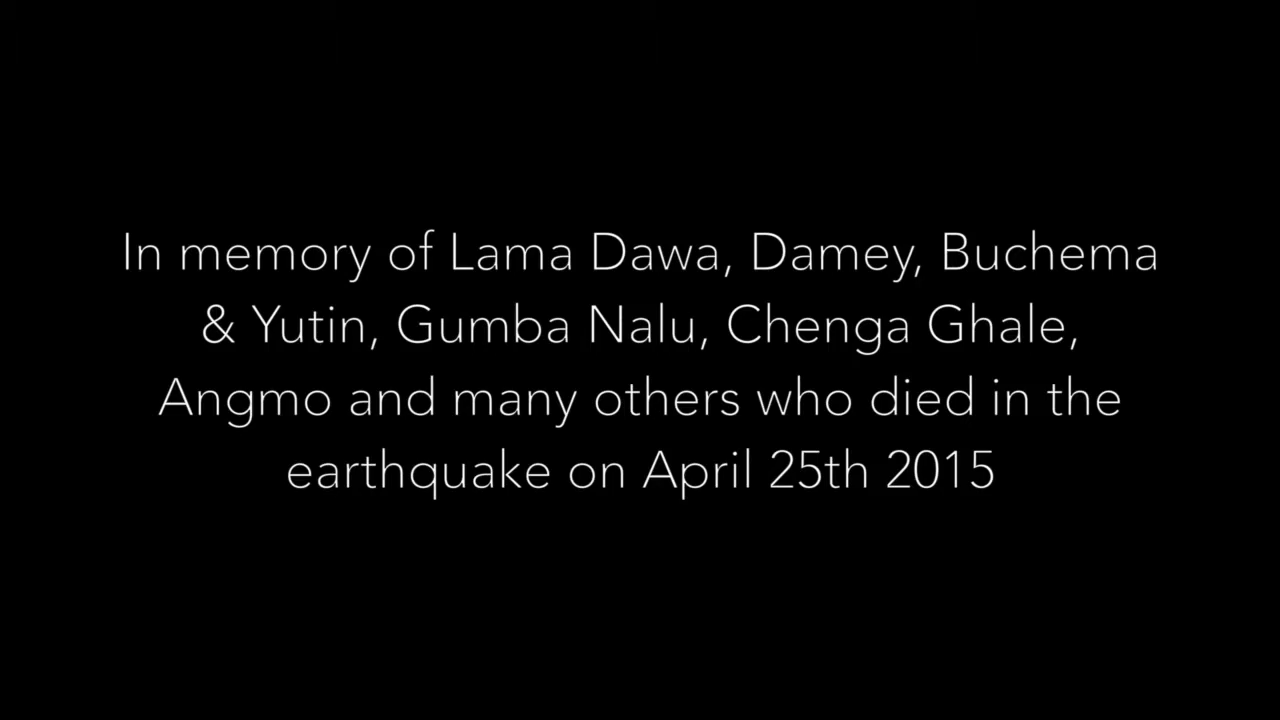 In memory of Lama Dawa, Damey, Buchema
& Yutin, Gumba Nalu, Chenga Ghale,
Angmo and many others who died in the
earthquake on April 25th 2015